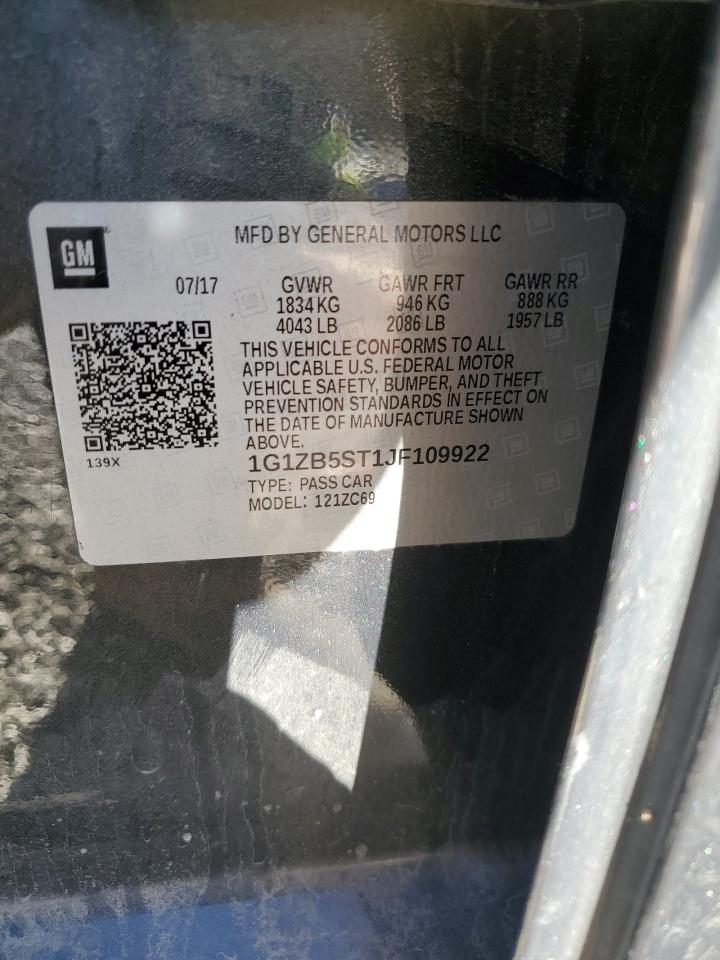 GM
MFD BY GENERAL MOTORS LLC
07/17 GVWR GAWR FRT GAWR RR
1834 KG 946 KG 888 KG
4043 LB 2086 LB 1957 LB
THIS VEHICLE CONFORMS TO ALL
APPLICABLE U.S. FEDERAL MOTOR
VEHICLE SAFETY, BUMPER, AND THEFT
PREVENTION STANDARDS IN EFFECT ON
THE DATE OF MANUFACTURE SHOWN
ABOVE.
139X
1G1ZB5ST1JF109922
TYPE: PASS CAR
MODEL: 121ZC69